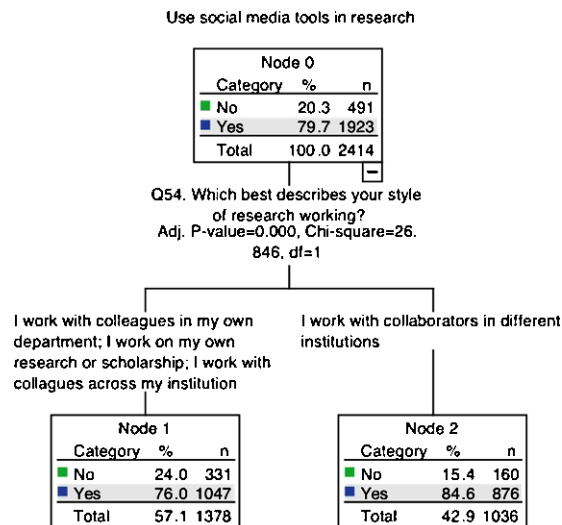 Use social media tools in research
Node 0
Category % n
No 20.3 491
Yes 79.7 1923
Total 100.0 2414
Q54. Which best describes your style
of research working?
Adj. P-value=0.000, Chi-square=26.
846, df=1
I work with colleagues in my own
department; I work on my own
research or scholarship; I work with
collagues across my institution
I work with collaborators in different
institutions
Node 1
Category % n
No 24.0 331
Yes 76.0 1047
Total 57.1 1378
Node 2
Category % n
No 15.4 160
Yes 84.6 876
Total 42.9 1036